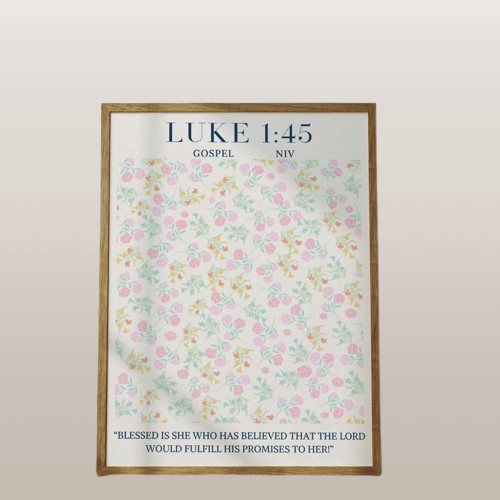 LUKE 1:45
GOSPEL NIV
“BLESSED IS SHE WHO HAS BELIEVED THAT THE LORD
WOULD FULFILL HIS PROMISES TO HER!”